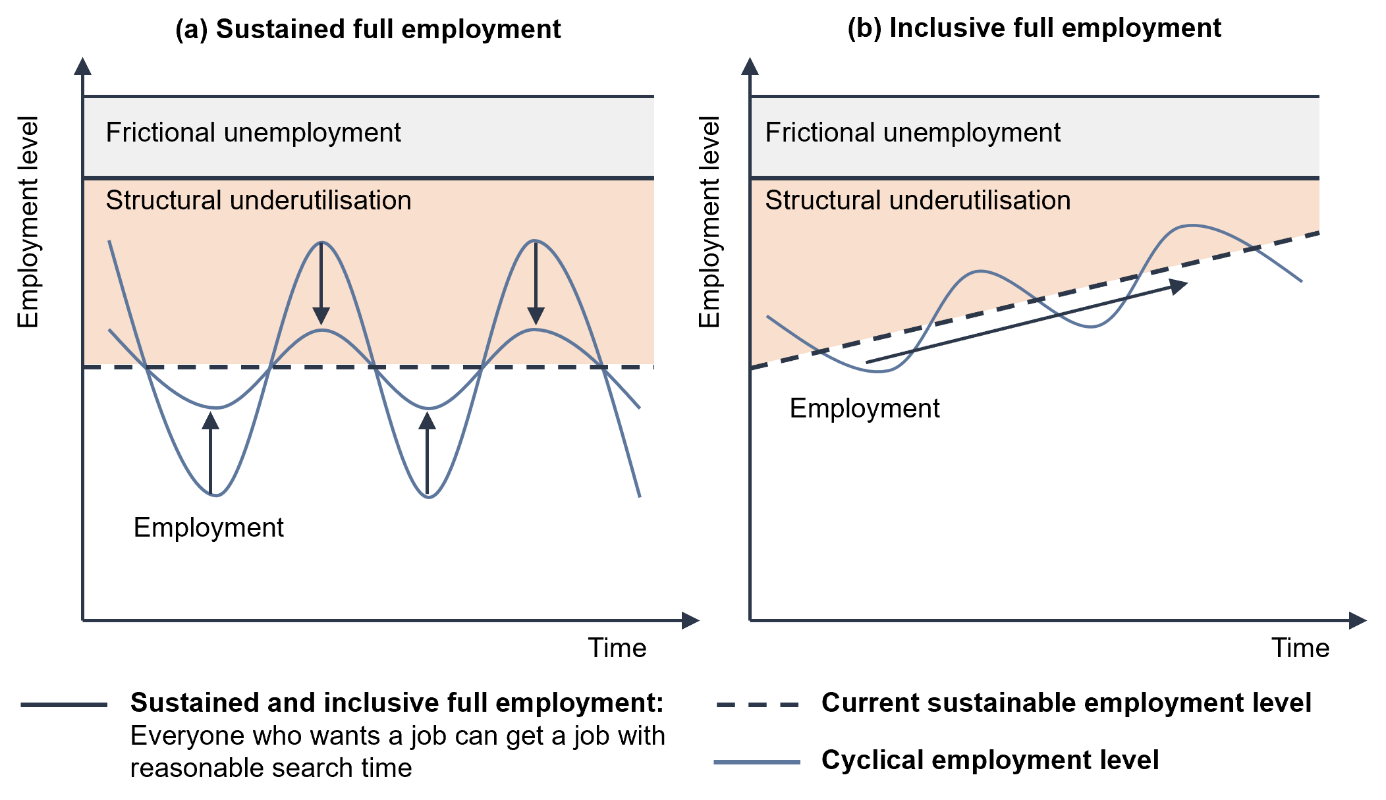 (a) Sustained full employment
Employment level
Frictional unemployment
Structural underutilisation
Employment
Time
(b) Inclusive full employment
Employment level
Frictional unemployment
Structural underutilisation
Employment
Time
Sustained and inclusive full employment:
Everyone who wants a job can get a job with
reasonable search time
Current sustainable employment level
Cyclical employment level